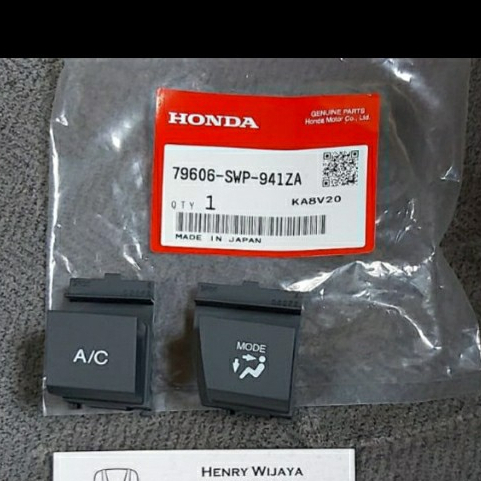 HONDA
GENUINE PARTS
Honda Motor Co., Ltd.
79606-SWP-941ZA
QTY 1
KA8V20
MADE IN JAPAN
A/C
MODE
HENRY WIJAYA